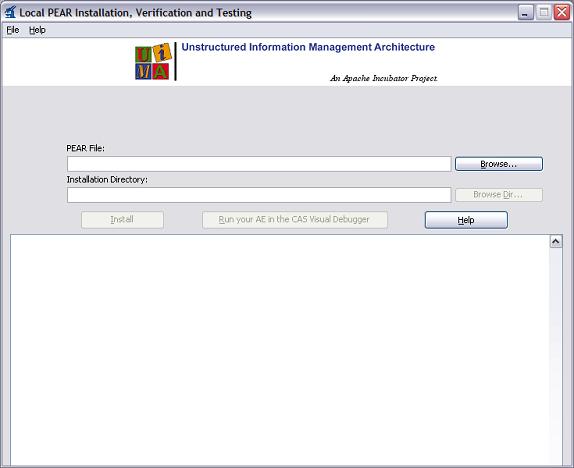 Local PEAR Installation, Verification and Testing
File Help
Unstructured Information Management Architecture
UiMA
An Apache Incubator Project.
PEAR File:
Browse...
Installation Directory:
Browse Dir...
Install Run your AE in the CAS Visual Debugger Help